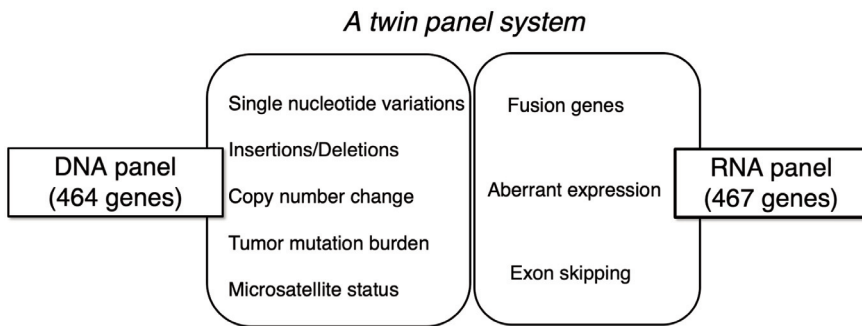 A twin panel system
Single nucleotide variations
Insertions/Deletions
Copy number change
Tumor mutation burden
Microsatellite status
DNA panel
(464 genes)
Fusion genes
Aberrant expression
Exon skipping
RNA panel
(467 genes)